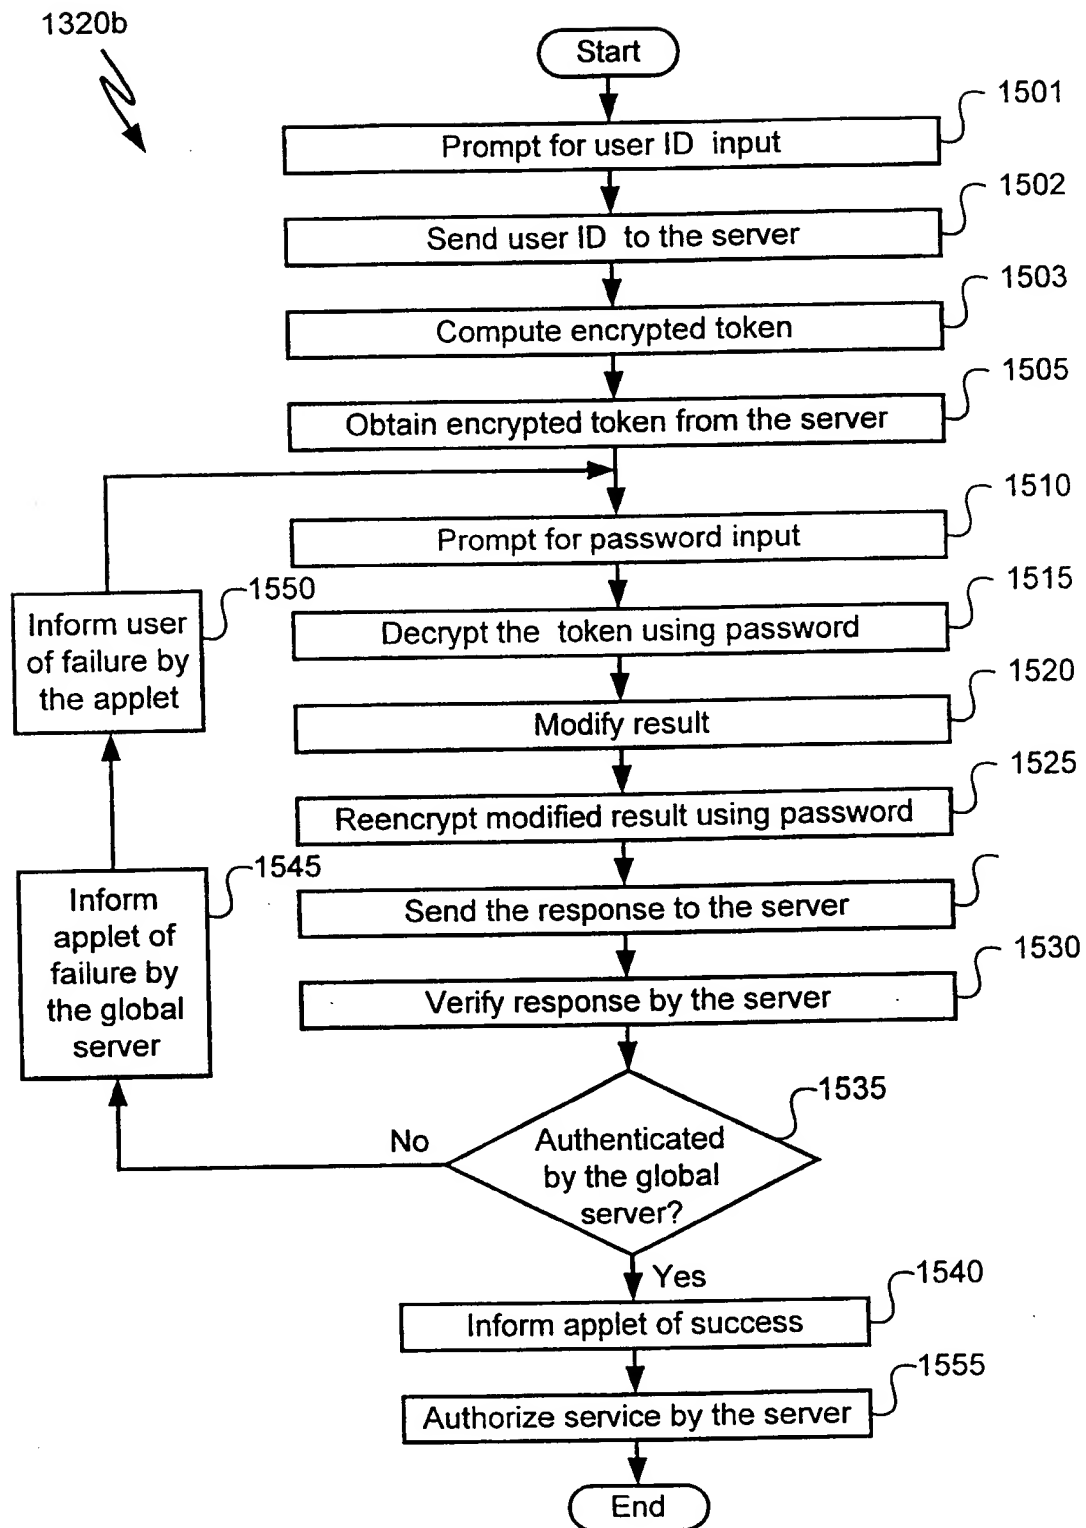 1320b
Start
1501
Prompt for user ID input
1502
Send user ID to the server
1503
Compute encrypted token
1505
Obtain encrypted token from the server
1510
Prompt for password input
1515
Decrypt the token using password
1520
Modify result
1525
Reencrypt modified result using password
Send the response to the server
1530
Verify response by the server
1535
Authenticated
by the global
server?
No
Yes
1545
Inform
applet of
failure by
the global
server
1550
Inform user
of failure by
the applet
1540
Inform applet of success
1555
Authorize service by the server
End